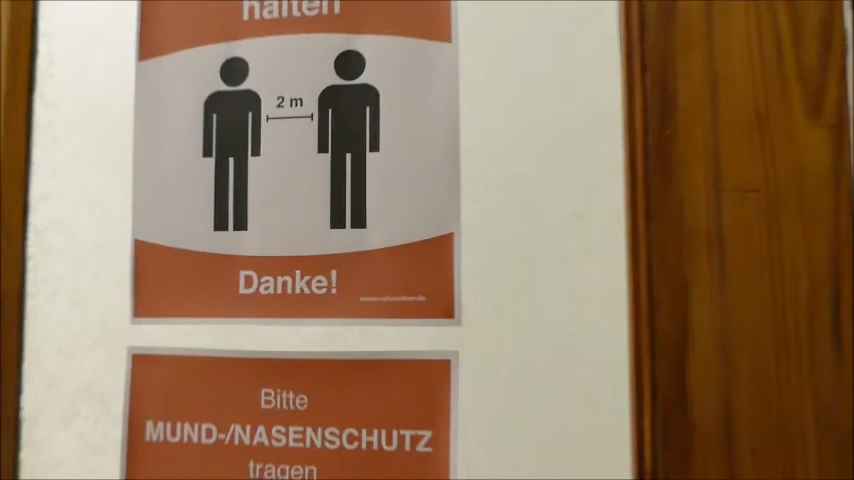 halten
2 m
Danke!
Bitte
MUND-/NASENSCHUTZ
tragen